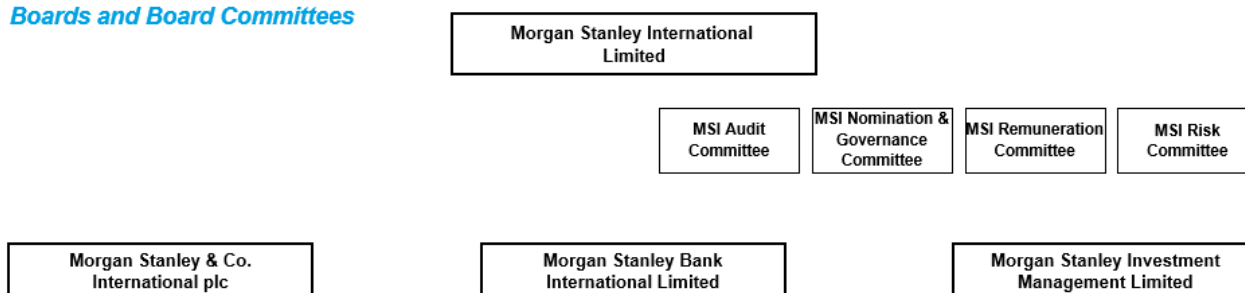 Boards and Board Committees
Morgan Stanley International
Limited
MSI Audit
Committee
MSI Nomination &
Governance
Committee
MSI Remuneration
Committee
MSI Risk
Committee
Morgan Stanley & Co.
International plc
Morgan Stanley Bank
International Limited
Morgan Stanley Investment
Management Limited